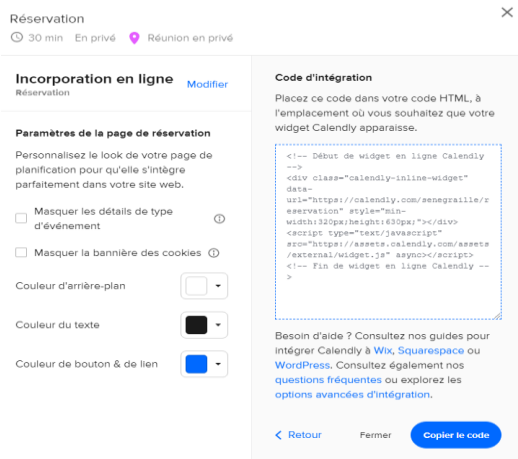 Réservation
30 min En privé Réunion en privé
Incorporation en ligne Modifier
Réservation
Paramètres de la page de réservation
Personnalisez le look de votre page de
planification pour qu'elle s'intègre
parfaitement dans votre site web.
Masquer les détails de type
d'événement
Masquer la bannière des cookies
Couleur d'arrière-plan
Couleur du texte
Couleur de bouton & de lien
Code d'intégration
Placez ce code dans votre code HTML, à
l'emplacement où vous souhaitez que votre
widget Calendly apparaisse.
<!-- Début de widget en ligne Calendly
-->
<div class="calendly-inline-widget"
data-
url="https://calendly.com/senegraille/r
eservation" style="min-
width:320px;height:630px;"></div>
<script type="text/javascript"
src="https://assets.calendly.com/assets
/external/widget.js" async></script>
<!-- Fin de widget en ligne Calendly --
>
Besoin d'aide ? Consultez nos guides pour
intégrer Calendly à Wix, Squarespace ou
WordPress. Consultez également nos
questions fréquentes ou explorez les
options avancées d'intégration.
Retour Fermer Copier le code